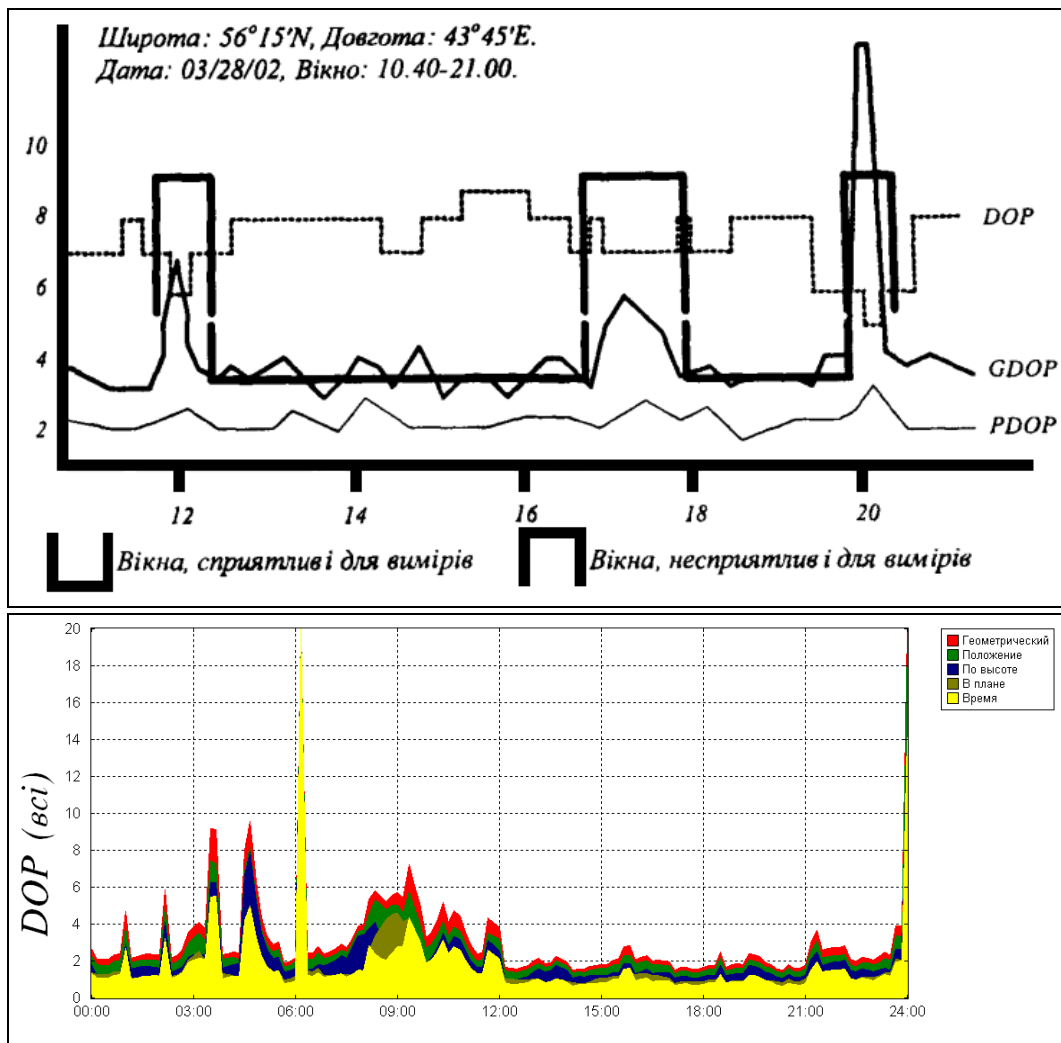 Широта: 56°15'N, Довгота: 43°45'E.
Дата: 03/28/02, Вікно: 10.40-21.00.
10
8
DOP
6
4
GDOP
2
PDOP
12 14 16 18 20
Вікна, сприятливі для вимірів
Вікна, несприятливі для вимірів
20
18
16
14
12
10
8
6
4
2
0
DOP (всі)
00:00 03:00 06:00 09:00 12:00 15:00 18:00 21:00 24:00
Геометрический
Положение
По высоте
В плане
Время